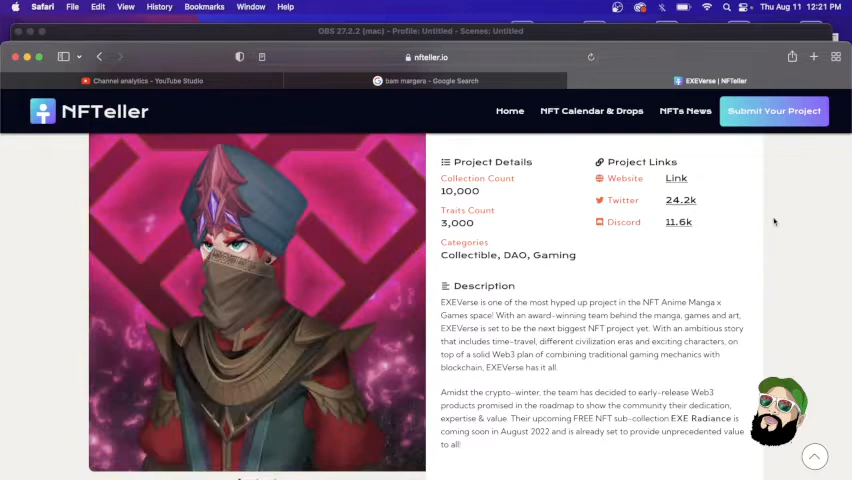 Safari File Edit View History Bookmarks Window Help Thu Aug 11 12:21 PM
OBS 27.2.2 (mac) - Profile: Untitled - Scenes: Untitled
nfteller.io
Channel analytics - YouTube Studio
bam margera - Google Search
EXEVerse | NFTeller
NFTeller
Home NFT Calendar & Drops NFTs News Submit Your Project
Project Details
Collection Count
10,000
Traits Count
3,000
Categories
Collectible, DAO, Gaming
Project Links
Website Link
Twitter 24.2k
Discord 11.6k
Description
EXEVerse is one of the most hyped up project in the NFT Anime Manga x
Games space! With an award-winning team behind the manga, games and art,
EXEVerse is set to be the next biggest NFT project yet. With an ambitious story
that includes time-travel, different civilization eras and exciting characters, on
top of a solid Web3 plan of combining traditional gaming mechanics with
blockchain, EXEVerse has it all.
Amidst the crypto-winter, the team has decided to early-release Web3
products promised in the roadmap to show the community their dedication,
expertise & value. Their upcoming FREE NFT sub-collection EXE Radiance is
coming soon in August 2022 and is already set to provide unprecedented value
to all!